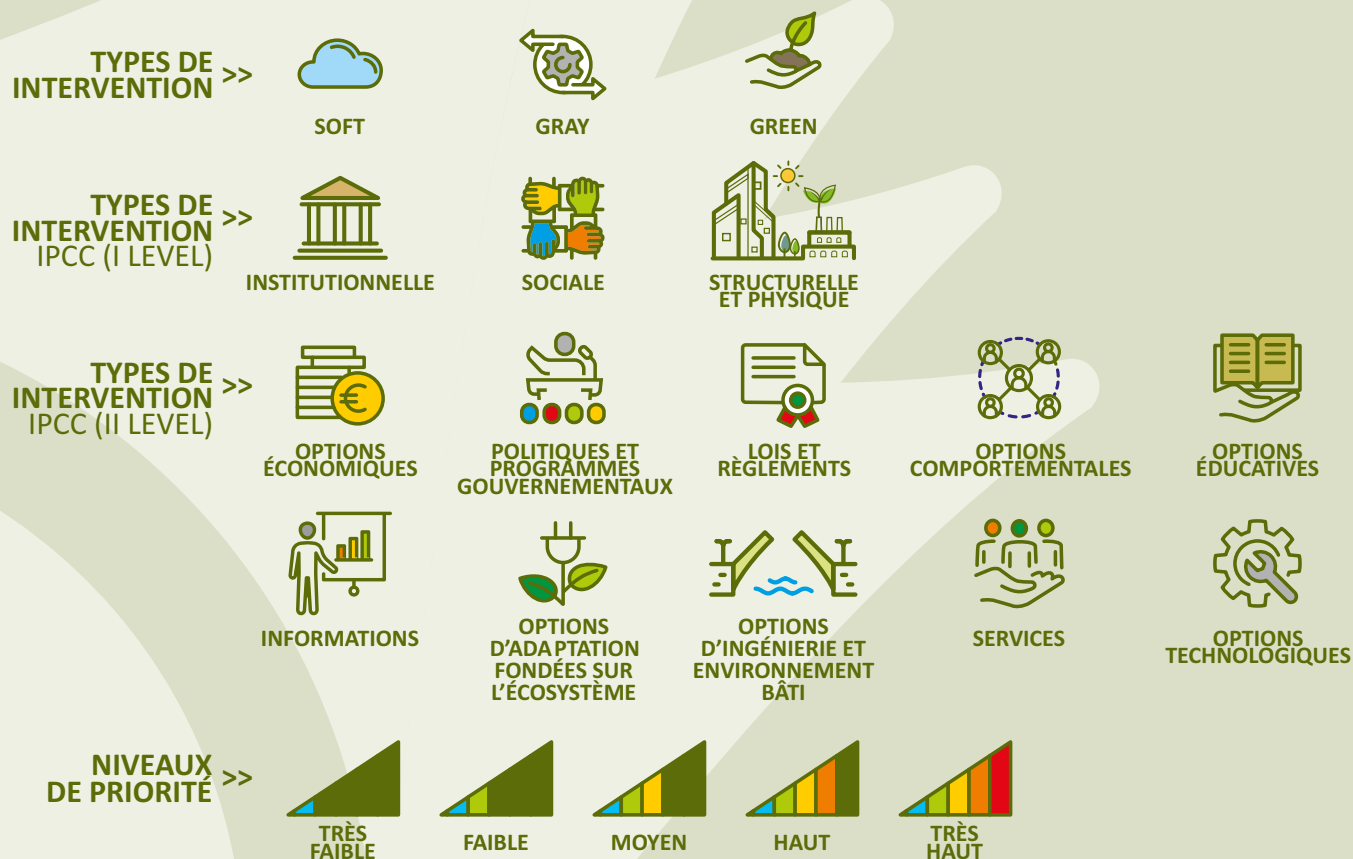 TYPES DE
INTERVENTION >>
SOFT
GRAY
GREEN
TYPES DE
INTERVENTION >>
IPCC (I LEVEL)
INSTITUTIONNELLE
SOCIALE
STRUCTURELLE
ET PHYSIQUE
TYPES DE
INTERVENTION >>
IPCC (II LEVEL)
€
OPTIONS
ÉCONOMIQUES
POLITIQUES ET
PROGRAMMES
GOUVERNEMENTAUX
LOIS ET
RÈGLEMENTS
OPTIONS
COMPORTEMENTALES
OPTIONS
ÉDUCATIVES
INFORMATIONS
OPTIONS
D'ADAPTATION
FONDÉES SUR
L'ÉCOSYSTÈME
OPTIONS
D'INGÉNIERIE ET
ENVIRONNEMENT
BÂTI
SERVICES
OPTIONS
TECHNOLOGIQUES
NIVEAUX
DE PRIORITÉ >>
TRÈS
FAIBLE
FAIBLE
MOYEN
HAUT
TRÈS
HAUT